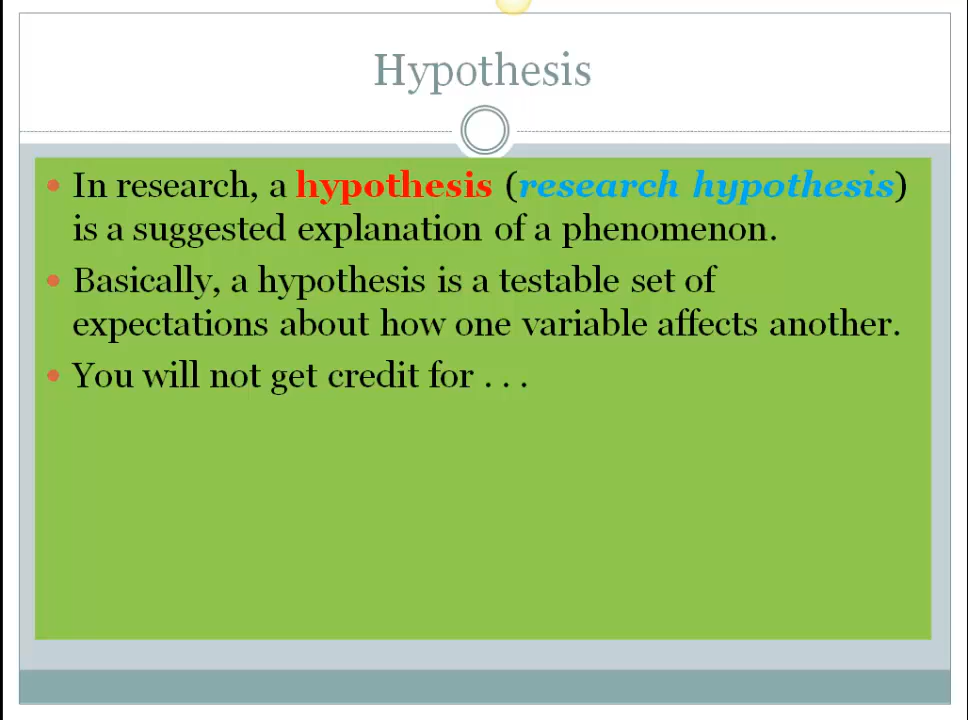 Hypothesis
In research, a hypothesis (research hypothesis)
is a suggested explanation of a phenomenon.
Basically, a hypothesis is a testable set of
expectations about how one variable affects another.
You will not get credit for . . .